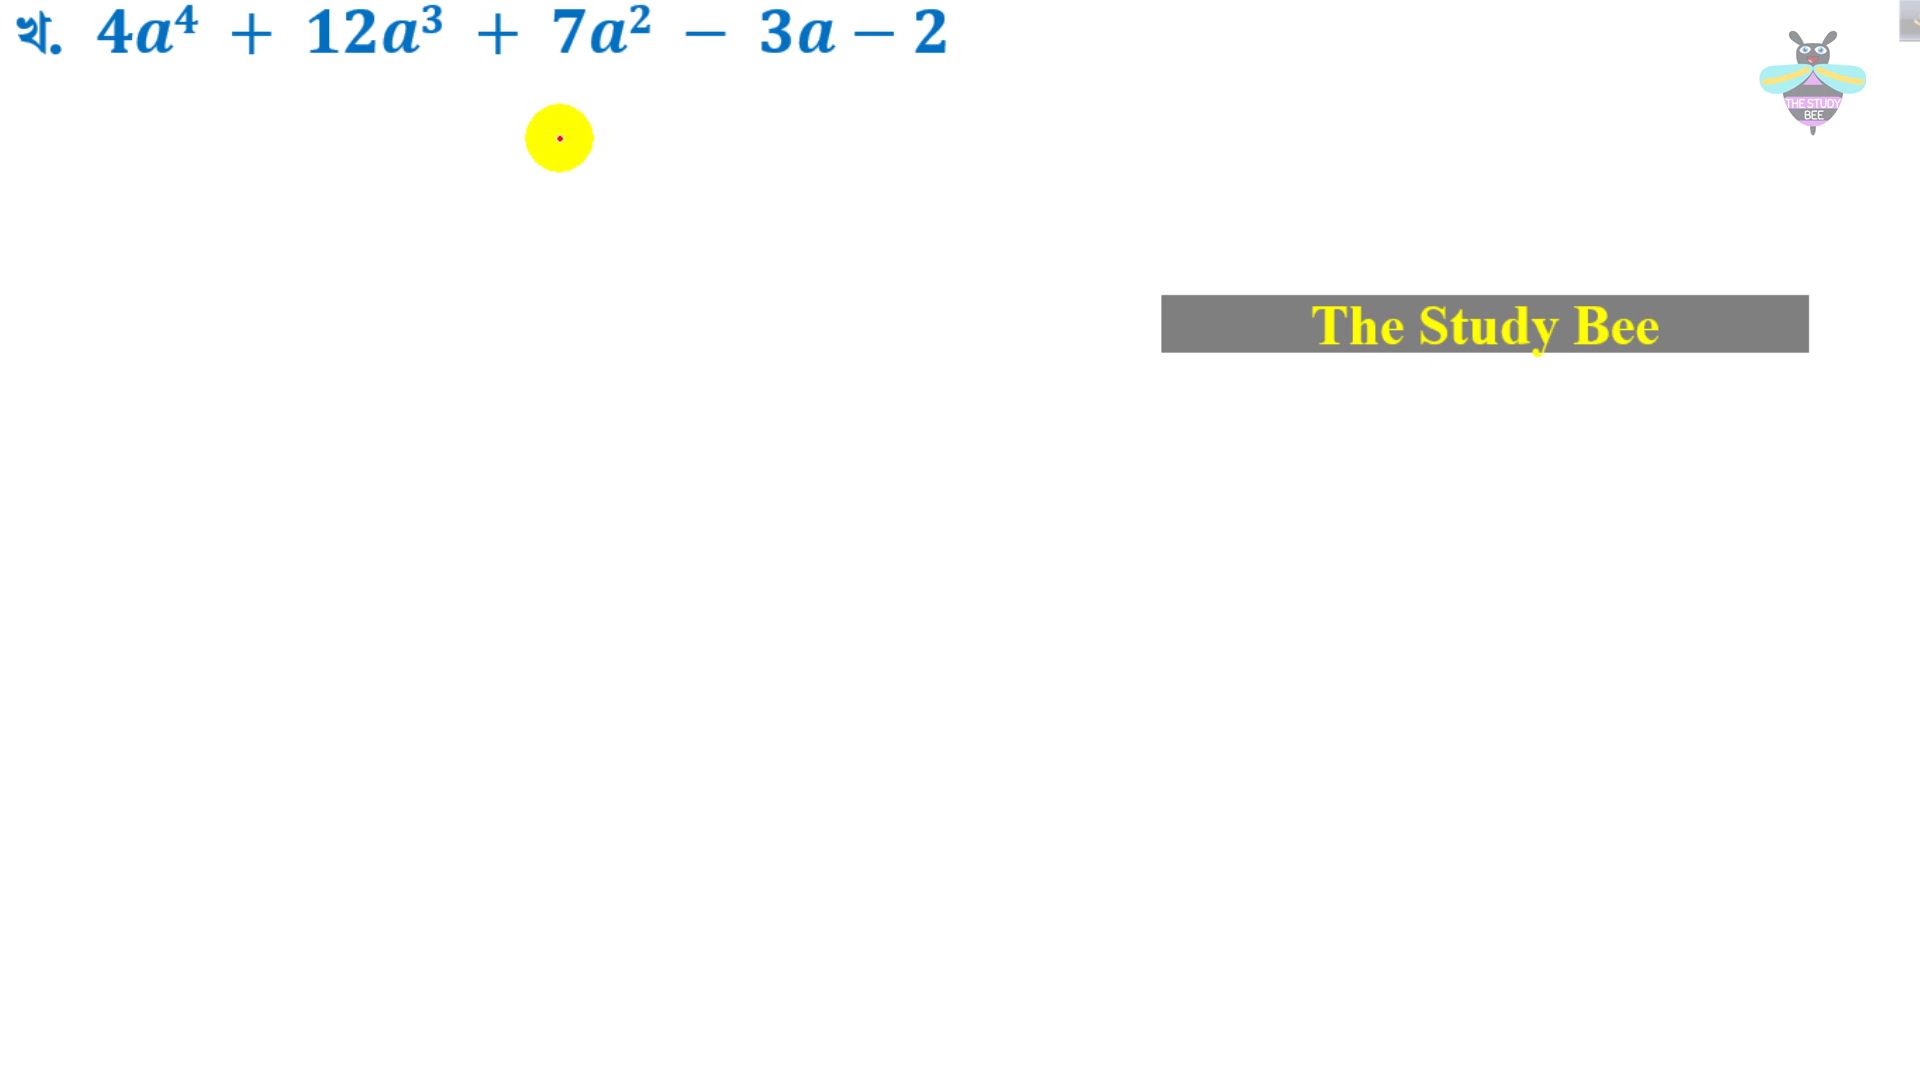 খ. 4a⁴ + 12a³ + 7a² − 3a − 2
THE STUDY
BEE
The Study Bee